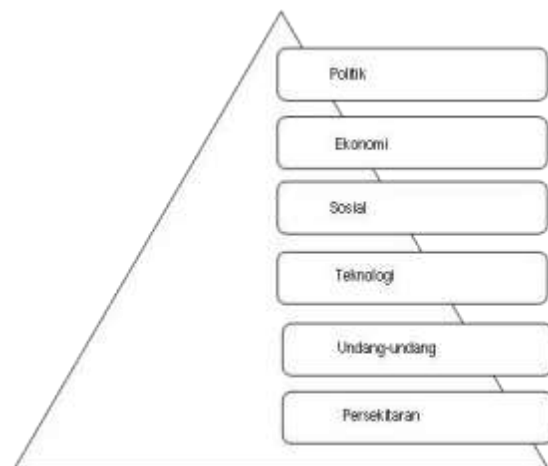 Politik
Ekonomi
Sosial
Teknologi
Undang-undang
Persekitaran